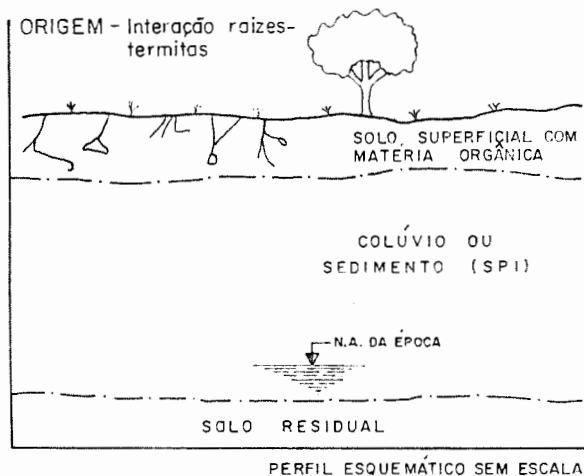 ORIGEM - Interação raizes-
termitas
SOLO SUPERFICIAL COM
MATÉRIA ORGÂNICA
COLÚVIO OU
SEDIMENTO (SPI)
N.A. DA ÉPOCA
SOLO RESIDUAL
PERFIL ESQUEMÁTICO SEM ESCALA